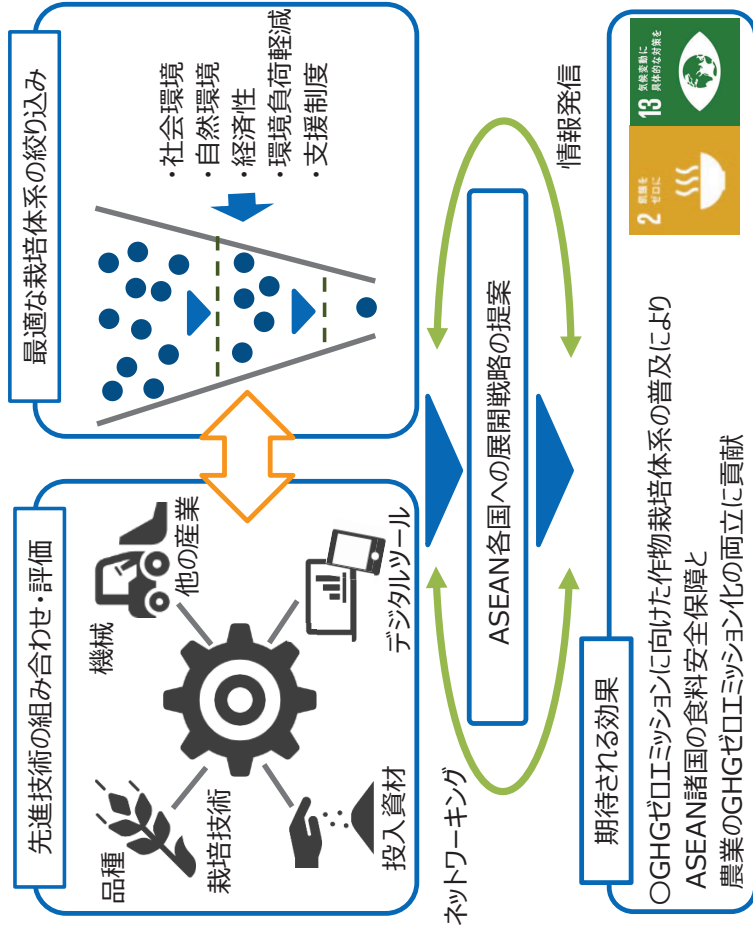 先進技術の組み合わせ・評価
品種
機械
栽培技術
他の産業
投入資材
デジタルツール
最適な栽培体系の絞り込み
・社会環境
・自然環境
・経済性
・環境負荷軽減
・支援制度
ネットワーキング
ASEAN各国への展開戦略の提案
情報発信
期待される効果
〇GHGゼロエミッションに向けた作物栽培体系の普及により
ASEAN諸国の食料安全保障と
農業のGHGゼロエミッション化の両立に貢献
2 飢餓を
ゼロに
13 気候変動に
具体的な対策を